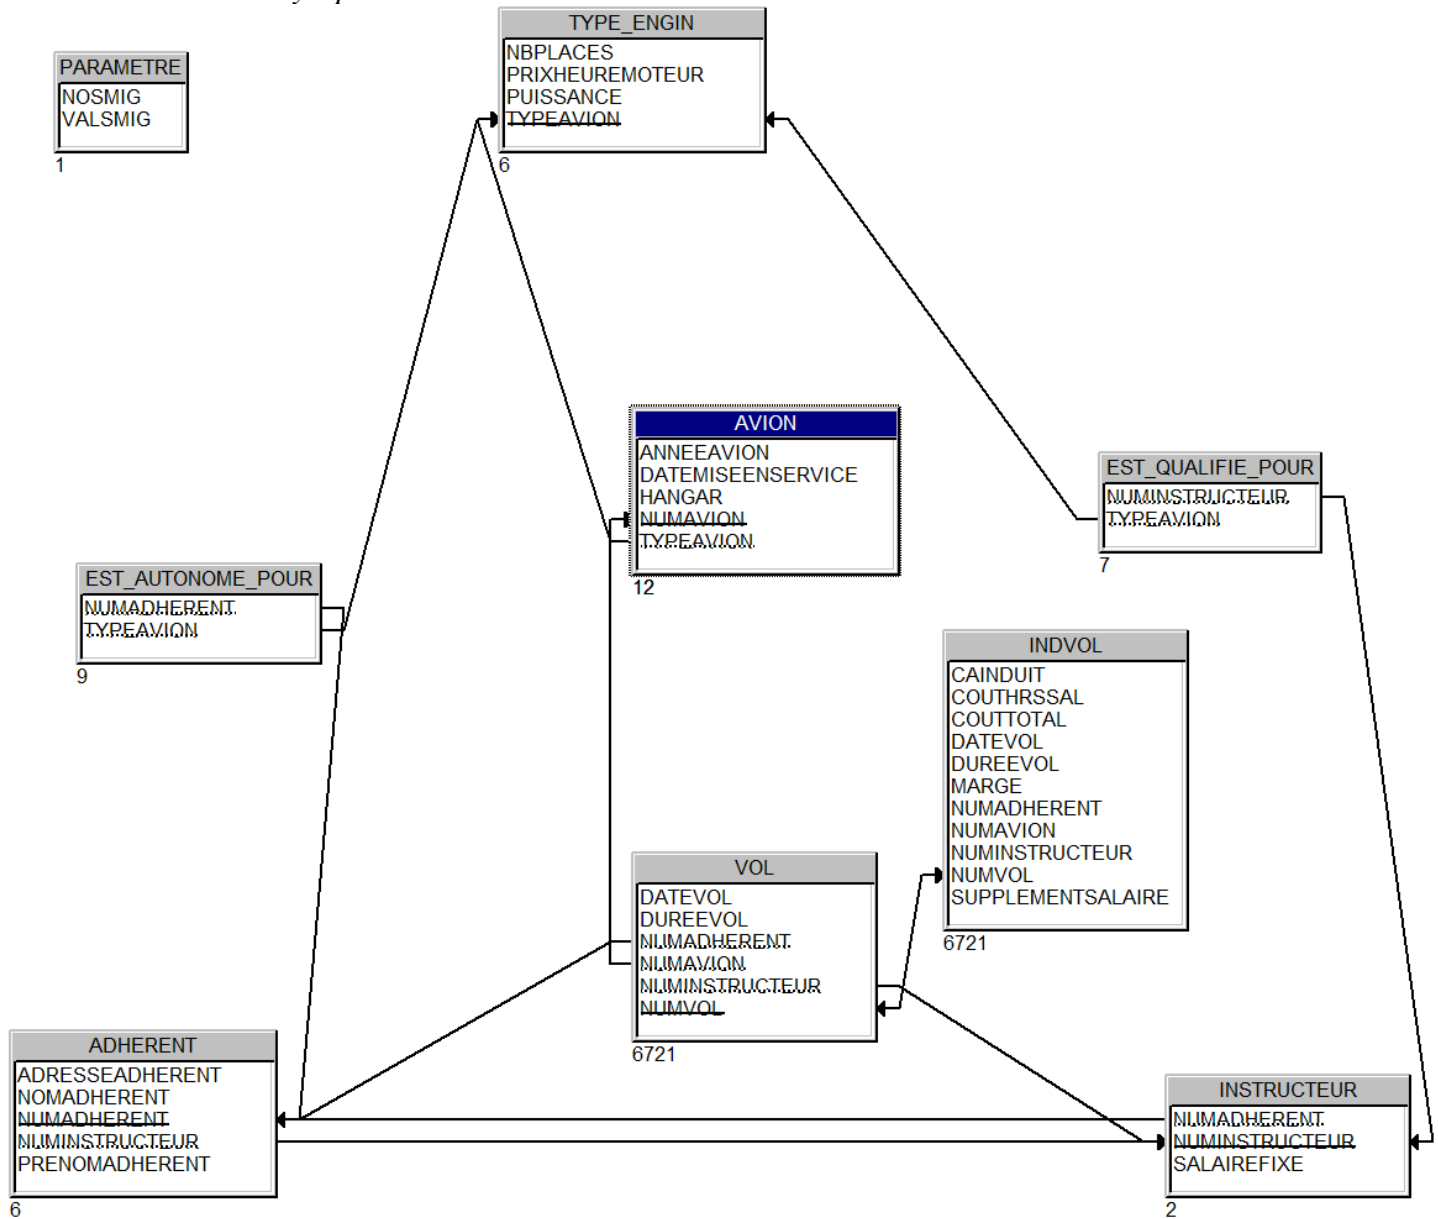 TYPE_ENGIN
NBPLACES
PRIXHEUREMOTEUR
PUISSANCE
TYPEAVION
6
PARAMETRE
NOSMIG
VALSMIG
1
AVION
ANNEEAVION
DATEMISEENSERVICE
HANGAR
NUMAVION
TYPEAVION
12
EST_QUALIFIE_POUR
NUMINSTRUCTEUR
TYPEAVION
7
EST_AUTONOME_POUR
NUMADHERENT
TYPEAVION
9
INDVOL
CAINDUIT
COUTHRSSAL
COUTTOTAL
DATEVOL
DUREEVOL
MARGE
NUMADHERENT
NUMAVION
NUMINSTRUCTEUR
NUMVOL
SUPPLEMENTSALAIRE
6721
VOL
DATEVOL
DUREEVOL
NUMADHERENT
NUMAVION
NUMINSTRUCTEUR
NUMVOL
6721
ADHERENT
ADRESSEADHERENT
NOMADHERENT
NUMADHERENT
NUMINSTRUCTEUR
PRENOMADHERENT
6
INSTRUCTEUR
NUMADHERENT
NUMINSTRUCTEUR
SALAIREFIXE
2